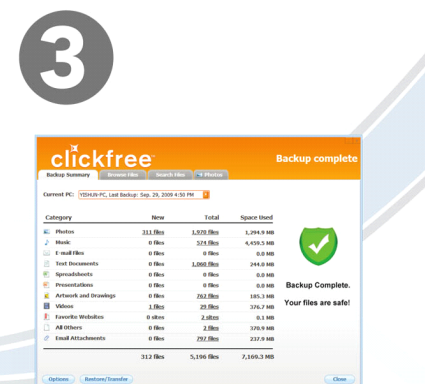 3
clickfree
Backup complete
Backup Summary Browse Files Search Files Photos
Current PC: YISHUN-PC, Last Backup: Sep. 29, 2009 4:50 PM
Category New Total Space Used
Photos 311 files 1,970 files 1,294.9 MB
Music 0 files 574 files 4,459.5 MB
E-mail Files 0 files 0 files 0.0 MB
Text Documents 0 files 1,060 files 244.0 MB
Spreadsheets 0 files 0 files 0.0 MB
Presentations 0 files 0 files 0.0 MB
Artwork and Drawings 0 files 762 files 185.3 MB
Videos 1 files 29 files 376.7 MB
Favorite Websites 0 sites 2 sites 0.1 MB
All Others 0 files 2 files 370.9 MB
Email Attachments 0 files 797 files 237.9 MB
312 files 5,196 files 7,169.3 MB
Backup Complete.
Your files are safe!
Options Restore/Transfer Close